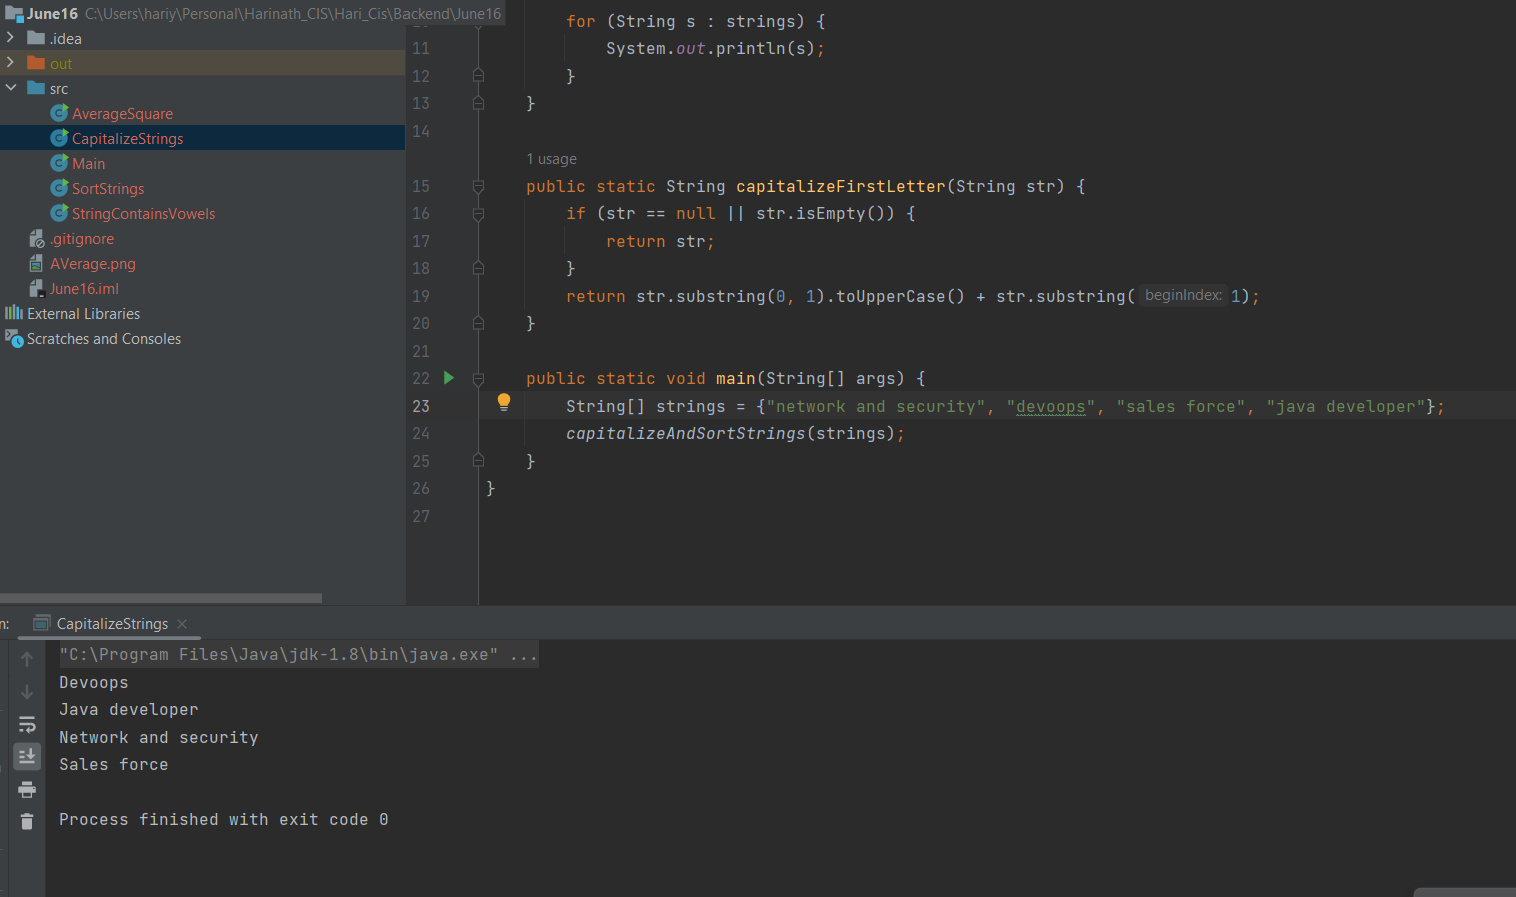 June16 C:\Users\hariy\Personal\Harinath_CIS\Hari_Cis\Backend\June16
.idea
out
src
AverageSquare
CapitalizeStrings
Main
SortStrings
StringContainsVowels
.gitignore
AVerage.png
June16.iml
External Libraries
Scratches and Consoles
for (String s : strings) {
11 System.out.println(s);
12 }
13 }
14
1 usage
15 public static String capitalizeFirstLetter(String str) {
16 if (str == null || str.isEmpty()) {
17 return str;
18 }
19 return str.substring(0, 1).toUpperCase() + str.substring( beginIndex: 1);
20 }
21
22 public static void main(String[] args) {
23 String[] strings = {"network and security", "devoops", "sales force", "java developer"};
24 capitalizeAndSortStrings(strings);
25 }
26 }
27
n: CapitalizeStrings
"C:\Program Files\Java\jdk-1.8\bin\java.exe" ...
Devoops
Java developer
Network and security
Sales force
Process finished with exit code 0